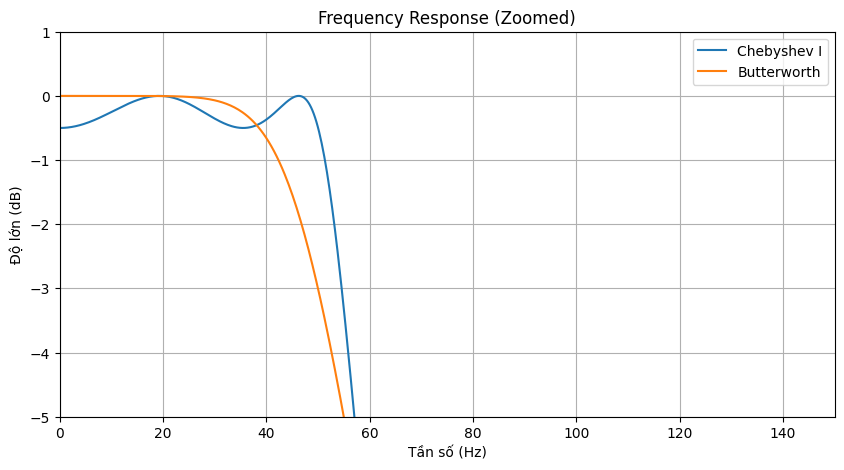 Frequency Response (Zoomed)
Chebyshev I
Butterworth
1
0
−1
−2
−3
−4
−5
Độ lớn (dB)
0 20 40 60 80 100 120 140
Tần số (Hz)